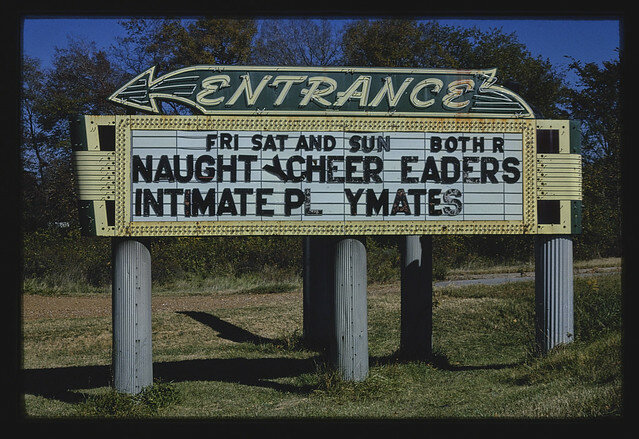 ENTRANCE
FRI SAT AND SUN BOTH R
NAUGHT Y CHEER EADERS
INTIMATE PL YMATES